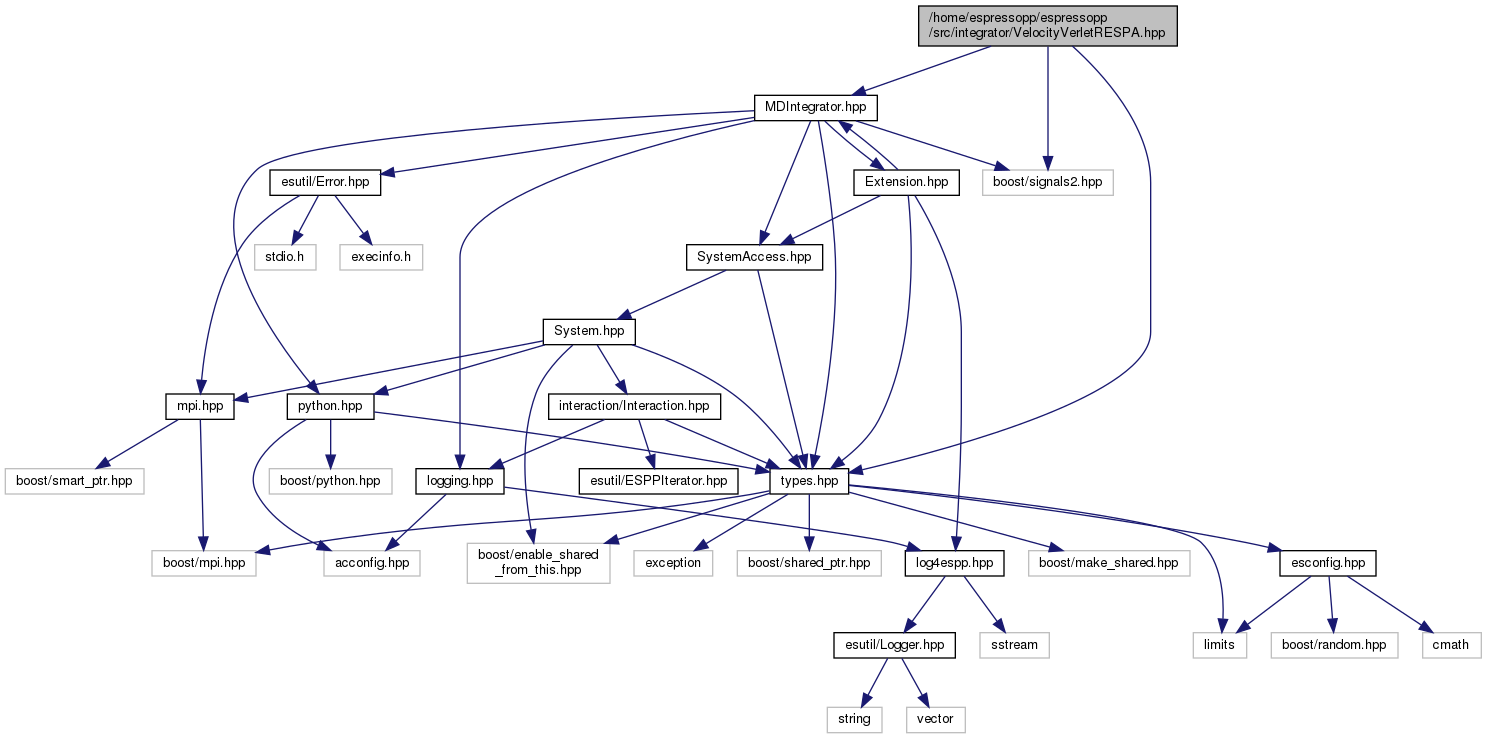 /home/espressopp/espressopp
/src/integrator/VelocityVerletRESPA.hpp
MDIntegrator.hpp
esutil/Error.hpp
Extension.hpp
boost/signals2.hpp
stdio.h
execinfo.h
SystemAccess.hpp
System.hpp
mpi.hpp
python.hpp
interaction/Interaction.hpp
boost/smart_ptr.hpp
boost/python.hpp
logging.hpp
esutil/ESPPIterator.hpp
types.hpp
boost/mpi.hpp
acconfig.hpp
boost/enable_shared
_from_this.hpp
exception
boost/shared_ptr.hpp
log4espp.hpp
boost/make_shared.hpp
esconfig.hpp
esutil/Logger.hpp
sstream
limits
boost/random.hpp
cmath
string
vector